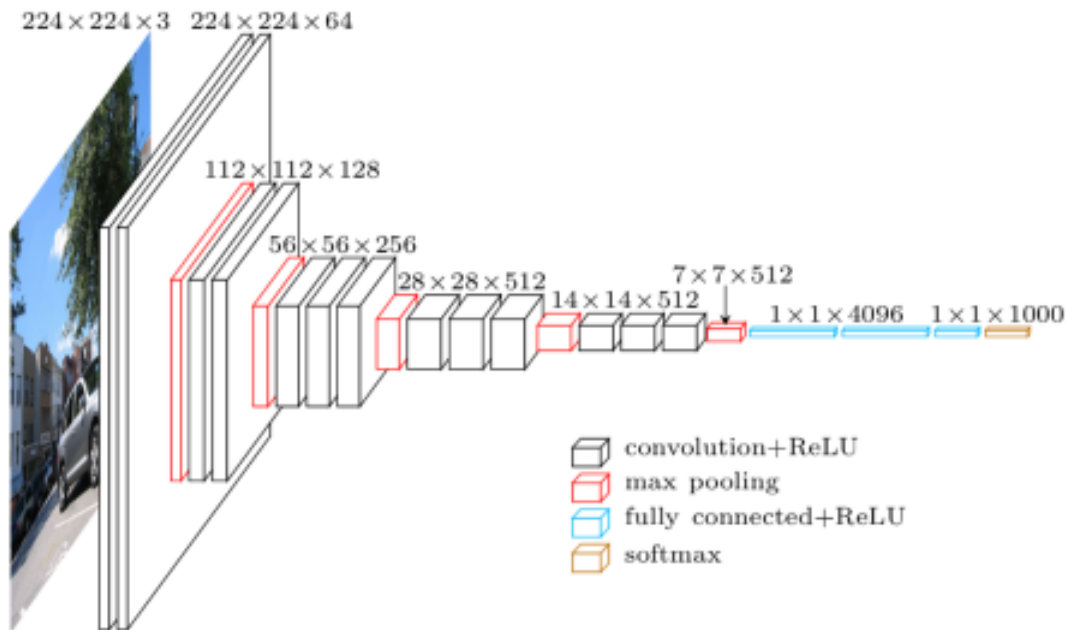 224×224×3
224×224×64
112×112×128
56×56×256
28×28×512
14×14×512
7×7×512
1×1×4096
1×1×1000
convolution+ReLU
max pooling
fully connected+ReLU
softmax